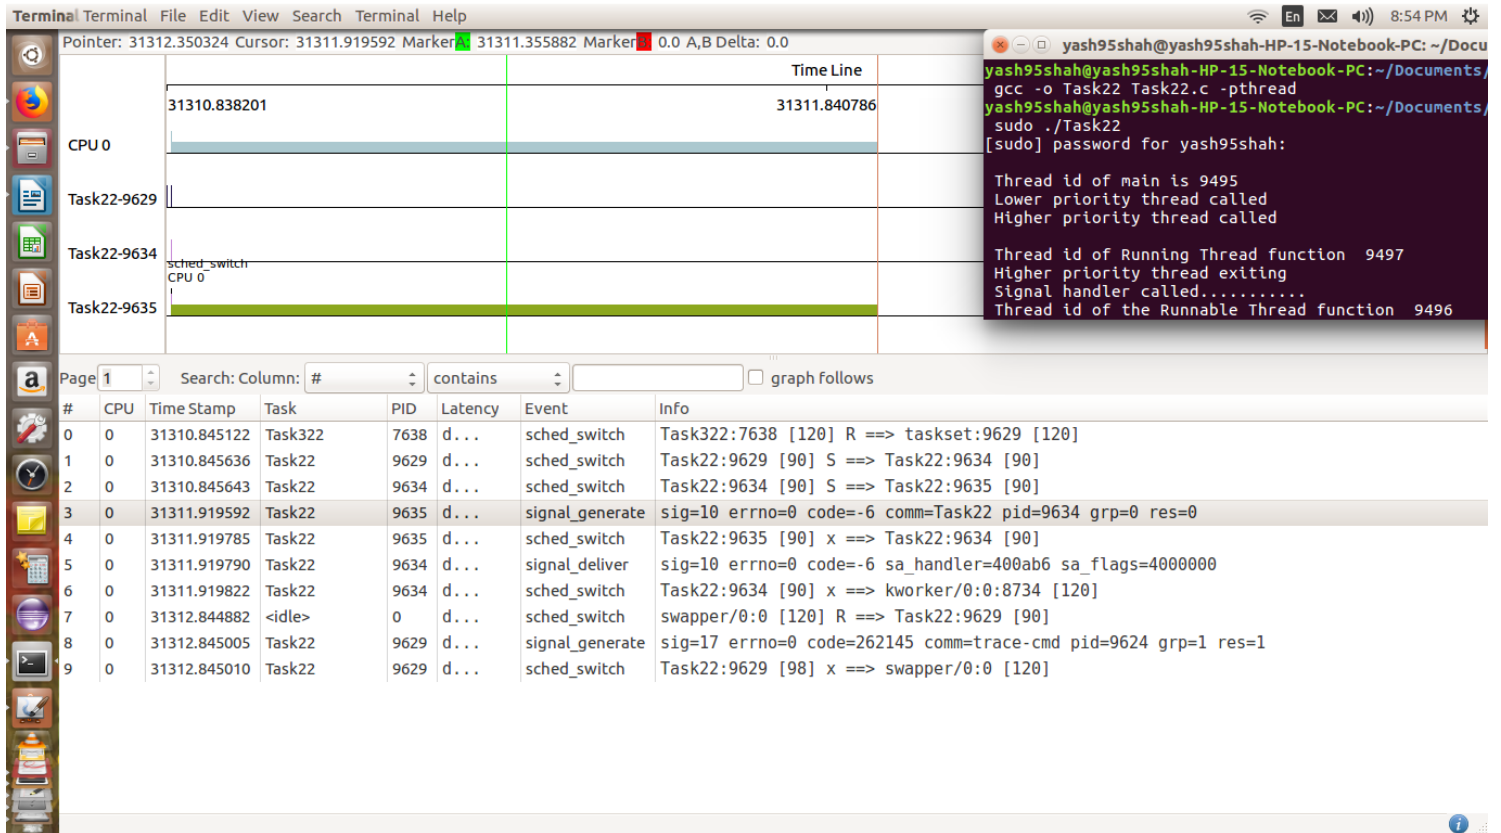 Terminal Terminal File Edit View Search Terminal Help En 8:54 PM
Pointer: 31312.350324 Cursor: 31311.919592 Marker A: 31311.355882 Marker B: 0.0 A,B Delta: 0.0
Time Line
31310.838201 31311.840786
CPU 0
Task22-9629
Task22-9634
sched_switch
CPU 0
Task22-9635
yash95shah@yash95shah-HP-15-Notebook-PC: ~/Docu
yash95shah@yash95shah-HP-15-Notebook-PC:~/Documents/
gcc -o Task22 Task22.c -pthread
yash95shah@yash95shah-HP-15-Notebook-PC:~/Documents/
sudo ./Task22
[sudo] password for yash95shah:
Thread id of main is 9495
Lower priority thread called
Higher priority thread called
Thread id of Running Thread function 9497
Higher priority thread exiting
Signal handler called...........
Thread id of the Runnable Thread function 9496
Page 1 Search: Column: # contains graph follows
# CPU Time Stamp Task PID Latency Event Info
0 0 31310.845122 Task322 7638 d... sched_switch Task322:7638 [120] R ==> taskset:9629 [120]
1 0 31310.845636 Task22 9629 d... sched_switch Task22:9629 [90] S ==> Task22:9634 [90]
2 0 31310.845643 Task22 9634 d... sched_switch Task22:9634 [90] S ==> Task22:9635 [90]
3 0 31311.919592 Task22 9635 d... signal_generate sig=10 errno=0 code=-6 comm=Task22 pid=9634 grp=0 res=0
4 0 31311.919785 Task22 9635 d... sched_switch Task22:9635 [90] x ==> Task22:9634 [90]
5 0 31311.919790 Task22 9634 d... signal_deliver sig=10 errno=0 code=-6 sa_handler=400ab6 sa_flags=4000000
6 0 31311.919822 Task22 9634 d... sched_switch Task22:9634 [90] x ==> kworker/0:0:8734 [120]
7 0 31312.844882 <idle> 0 d... sched_switch swapper/0:0 [120] R ==> Task22:9629 [90]
8 0 31312.845005 Task22 9629 d... signal_generate sig=17 errno=0 code=262145 comm=trace-cmd pid=9624 grp=1 res=1
9 0 31312.845010 Task22 9629 d... sched_switch Task22:9629 [98] x ==> swapper/0:0 [120]